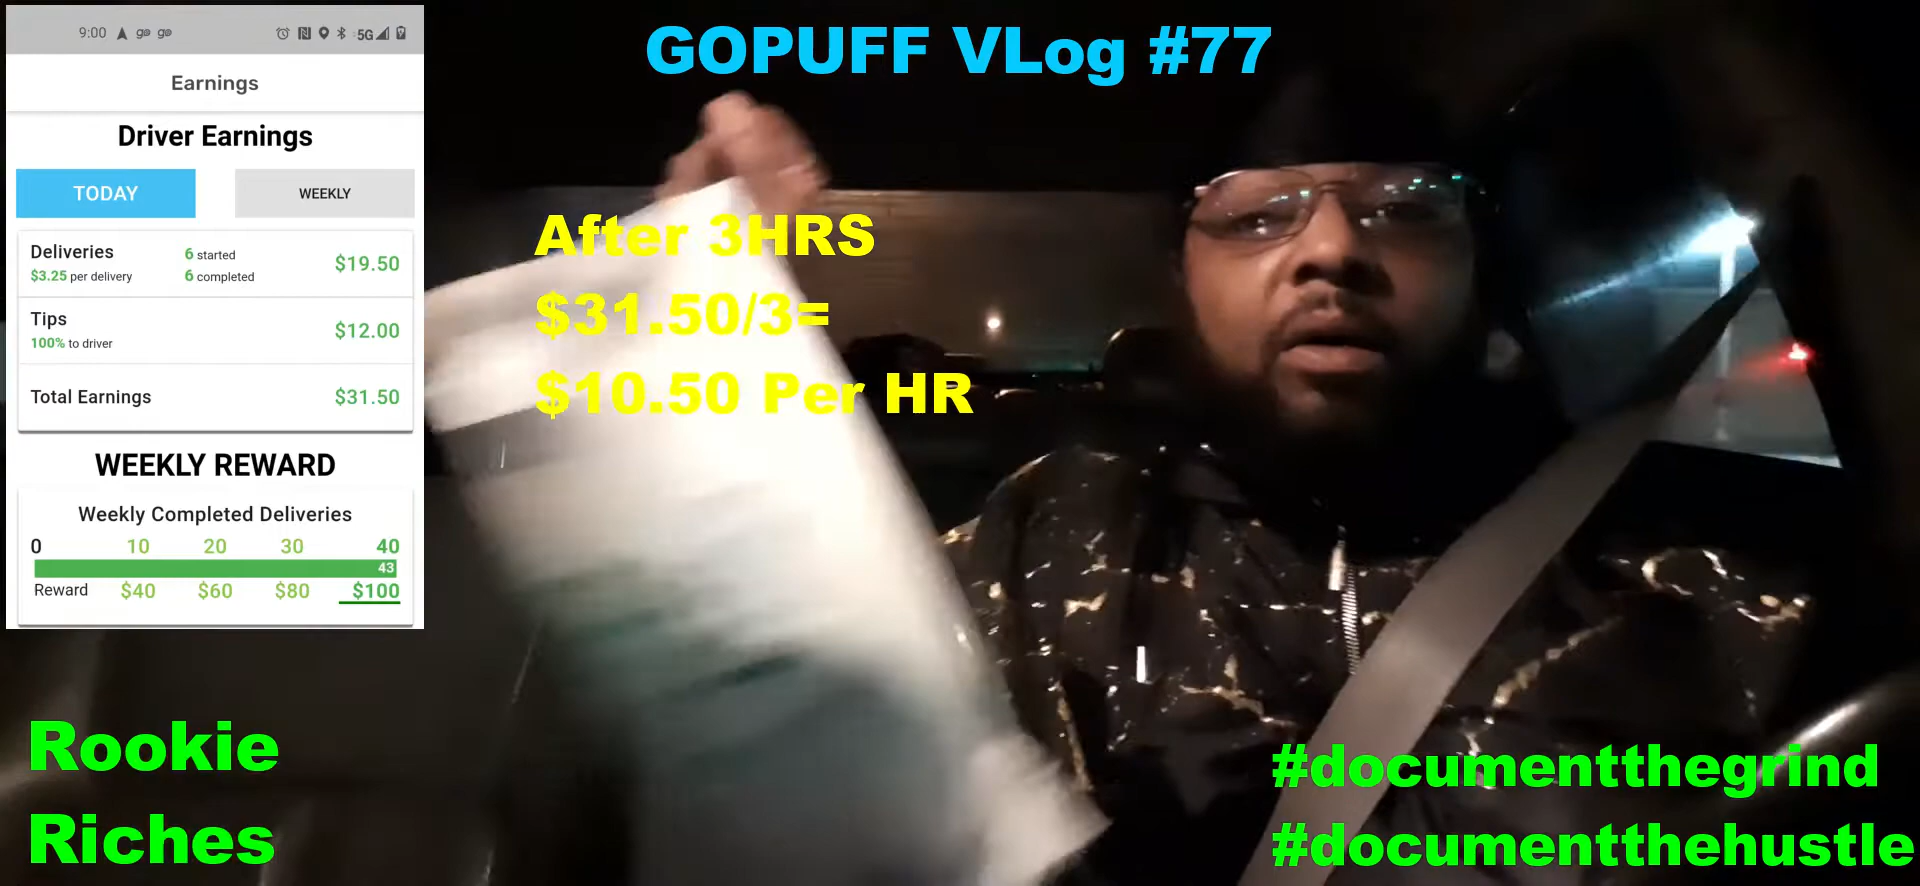 9:00
5G
Earnings
Driver Earnings
TODAY
WEEKLY
Deliveries
$3.25 per delivery
6 started
6 completed
$19.50
Tips
100% to driver
$12.00
Total Earnings
$31.50
WEEKLY REWARD
Weekly Completed Deliveries
0 10 20 30 40
43
Reward $40 $60 $80 $100
GOPUFF VLog #77
After 3HRS
$31.50/3=
$10.50 Per HR
Rookie
Riches
#documentthegrind
#documentthehustle